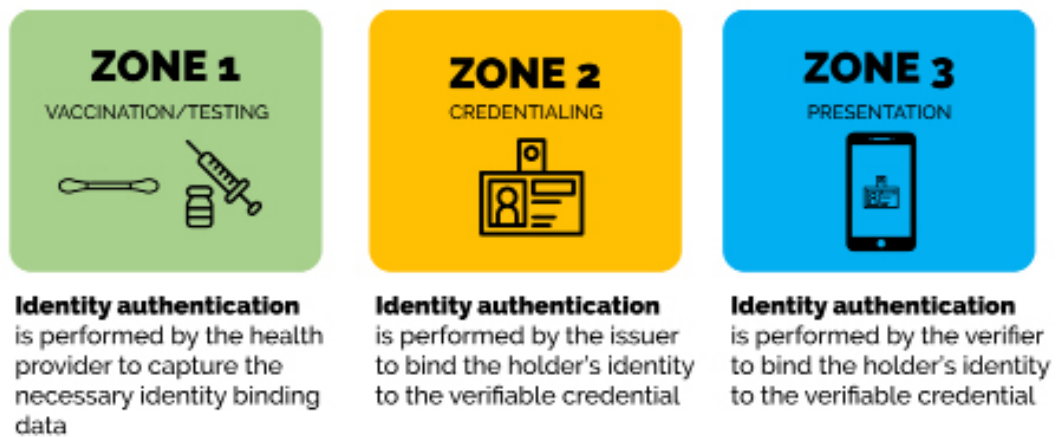 ZONE 1
VACCINATION/TESTING
Identity authentication
is performed by the health
provider to capture the
necessary identity binding
data
ZONE 2
CREDENTIALING
Identity authentication
is performed by the issuer
to bind the holder's identity
to the verifiable credential
ZONE 3
PRESENTATION
Identity authentication
is performed by the verifier
to bind the holder's identity
to the verifiable credential